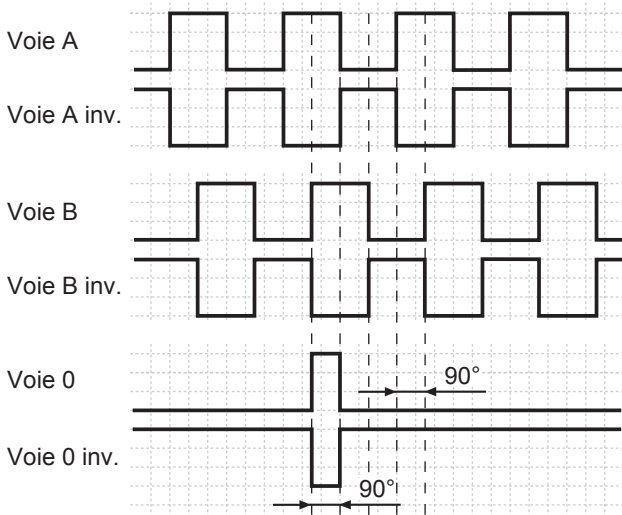 Voie A
Voie A inv.
Voie B
Voie B inv.
Voie 0
90°
Voie 0 inv.
90°